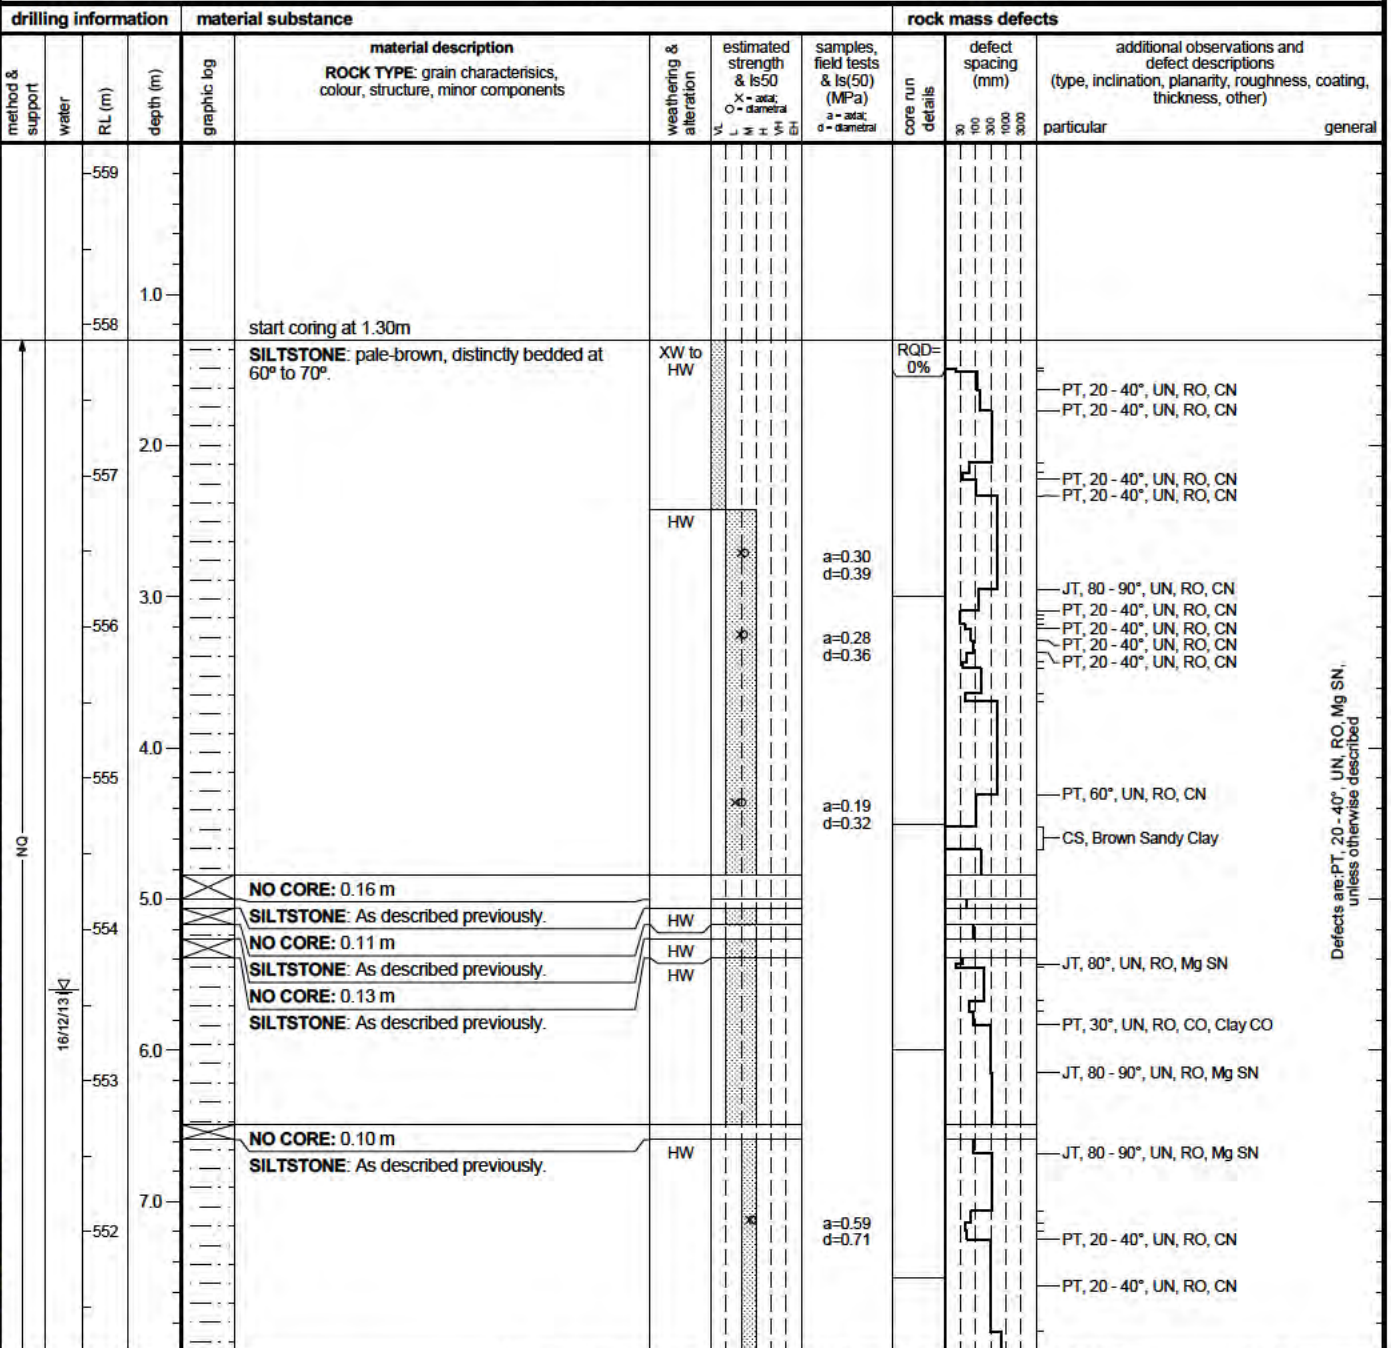 drilling information
material substance
rock mass defects
method &
support
water
RL (m)
depth (m)
graphic log
material description
ROCK TYPE: grain characterisics,
colour, structure, minor components
weathering &
alteration
estimated
strength
& Is50
X - axial;
O - diametral
VL
L
M
H
VH
EH
samples,
field tests
& Is(50)
(MPa)
a - axial;
d - diametral
core run
details
defect
spacing
(mm)
30
100
300
1000
3000
additional observations and
defect descriptions
(type, inclination, planarity, roughness, coating,
thickness, other)
particular
general
559
1.0
558
start coring at 1.30m
SILTSTONE: pale-brown, distinctly bedded at
60º to 70º.
XW to
HW
RQD=
0%
PT, 20 - 40°, UN, RO, CN
PT, 20 - 40°, UN, RO, CN
2.0
557
PT, 20 - 40°, UN, RO, CN
PT, 20 - 40°, UN, RO, CN
HW
a=0.30
d=0.39
3.0
JT, 80 - 90°, UN, RO, CN
PT, 20 - 40°, UN, RO, CN
556
PT, 20 - 40°, UN, RO, CN
a=0.28
d=0.36
PT, 20 - 40°, UN, RO, CN
PT, 20 - 40°, UN, RO, CN
4.0
555
PT, 60°, UN, RO, CN
a=0.19
d=0.32
CS, Brown Sandy Clay
NQ
Defects are:PT, 20 - 40°, UN, RO, Mg SN,
unless otherwise described
NO CORE: 0.16 m
5.0
SILTSTONE: As described previously.
HW
554
NO CORE: 0.11 m
HW
SILTSTONE: As described previously.
HW
JT, 80°, UN, RO, Mg SN
NO CORE: 0.13 m
16/12/13
SILTSTONE: As described previously.
PT, 30°, UN, RO, CO, Clay CO
6.0
553
JT, 80 - 90°, UN, RO, Mg SN
NO CORE: 0.10 m
HW
JT, 80 - 90°, UN, RO, Mg SN
SILTSTONE: As described previously.
7.0
552
a=0.59
d=0.71
PT, 20 - 40°, UN, RO, CN
PT, 20 - 40°, UN, RO, CN